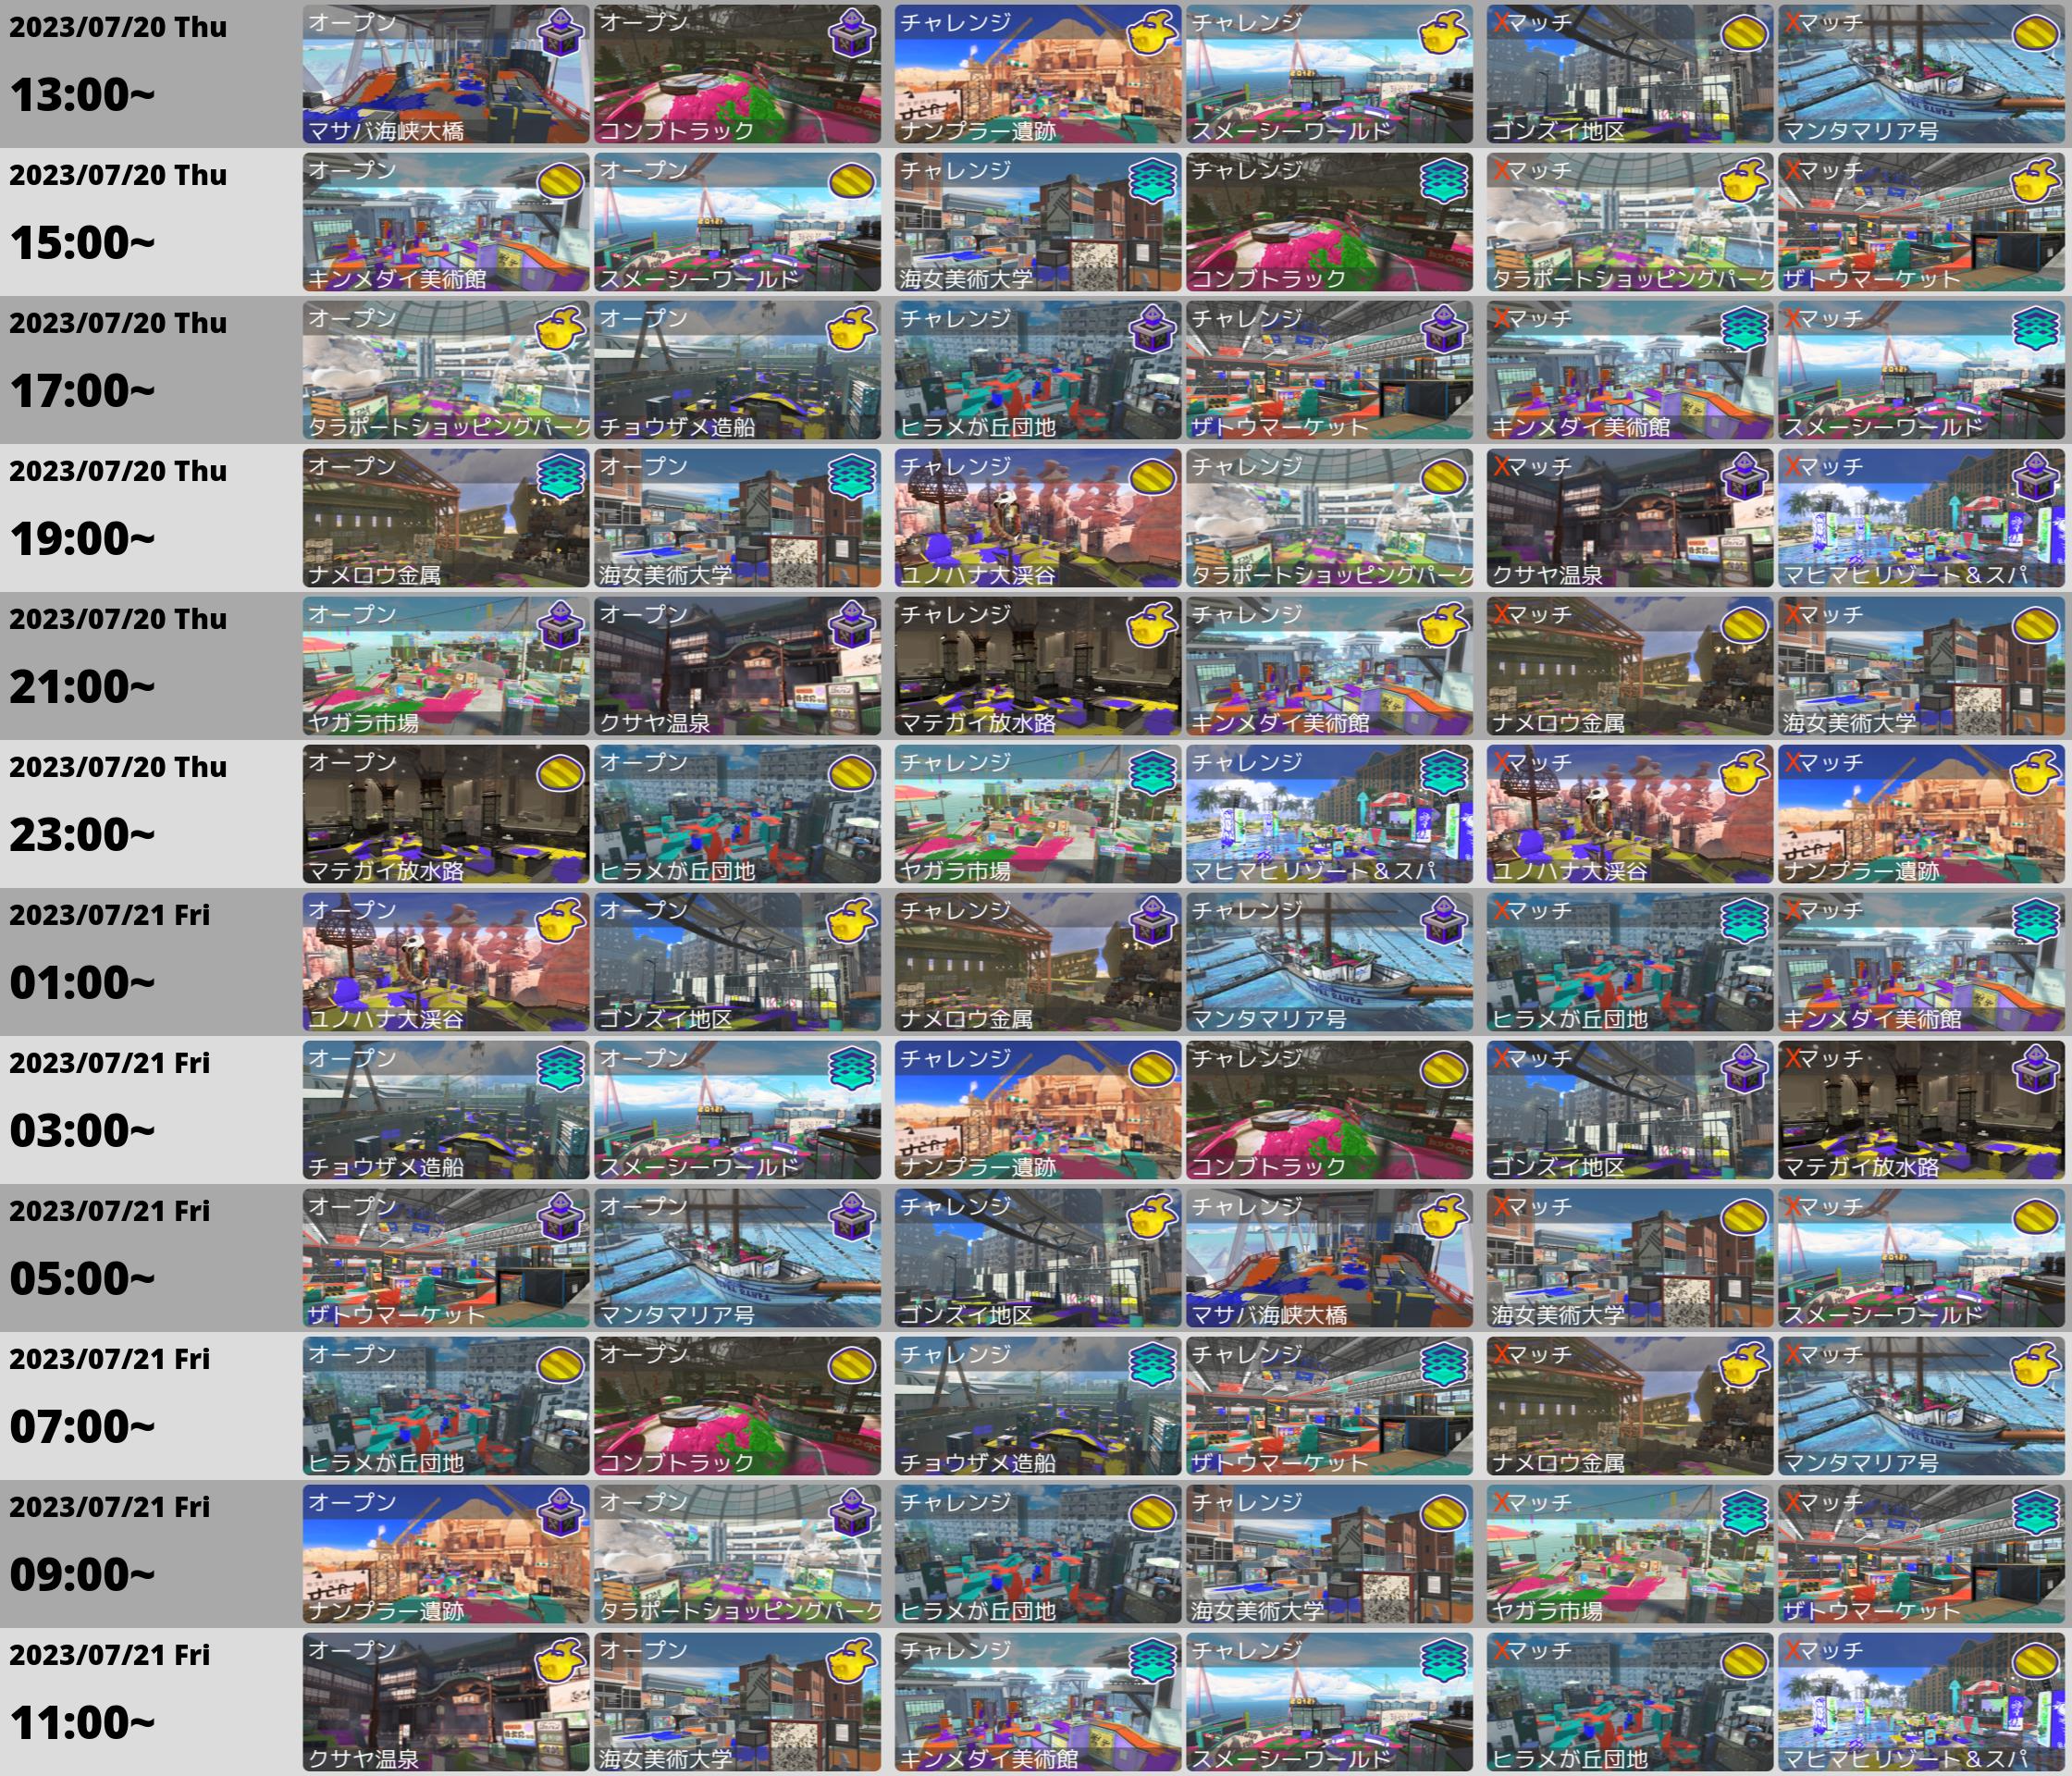 2023/07/20 Thu
13:00~
オープン オープン チャレンジ チャレンジ Xマッチ Xマッチ
マサバ海峡大橋 コンブトラック ナンプラー遺跡 スメーシーワールド ゴンズイ地区 マンタマリア号
2023/07/20 Thu
15:00~
オープン オープン チャレンジ チャレンジ Xマッチ Xマッチ
キンメダイ美術館 スメーシーワールド 海女美術大学 コンブトラック タラポートショッピングパーク ザトウマーケット
2023/07/20 Thu
17:00~
オープン オープン チャレンジ チャレンジ Xマッチ Xマッチ
タラポートショッピングパーク チョウザメ造船 ヒラメが丘団地 ザトウマーケット キンメダイ美術館 スメーシーワールド
2023/07/20 Thu
19:00~
オープン オープン チャレンジ チャレンジ Xマッチ Xマッチ
ナメロウ金属 海女美術大学 ユノハナ大渓谷 タラポートショッピングパーク クサヤ温泉 マヒマヒリゾート＆スパ
2023/07/20 Thu
21:00~
オープン オープン チャレンジ チャレンジ Xマッチ Xマッチ
ヤガラ市場 クサヤ温泉 マテガイ放水路 キンメダイ美術館 ナメロウ金属 海女美術大学
2023/07/20 Thu
23:00~
オープン オープン チャレンジ チャレンジ Xマッチ Xマッチ
マテガイ放水路 ヒラメが丘団地 ヤガラ市場 マヒマヒリゾート＆スパ ユノハナ大渓谷 ナンプラー遺跡
2023/07/21 Fri
01:00~
オープン オープン チャレンジ チャレンジ Xマッチ Xマッチ
ユノハナ大渓谷 ゴンズイ地区 ナメロウ金属 マンタマリア号 ヒラメが丘団地 キンメダイ美術館
2023/07/21 Fri
03:00~
オープン オープン チャレンジ チャレンジ Xマッチ Xマッチ
チョウザメ造船 スメーシーワールド ナンプラー遺跡 コンブトラック ゴンズイ地区 マテガイ放水路
2023/07/21 Fri
05:00~
オープン オープン チャレンジ チャレンジ Xマッチ Xマッチ
ザトウマーケット マンタマリア号 ゴンズイ地区 マサバ海峡大橋 海女美術大学 スメーシーワールド
2023/07/21 Fri
07:00~
オープン オープン チャレンジ チャレンジ Xマッチ Xマッチ
ヒラメが丘団地 コンブトラック チョウザメ造船 ザトウマーケット ナメロウ金属 マンタマリア号
2023/07/21 Fri
09:00~
オープン オープン チャレンジ チャレンジ Xマッチ Xマッチ
ナンプラー遺跡 タラポートショッピングパーク ヒラメが丘団地 海女美術大学 ヤガラ市場 ザトウマーケット
2023/07/21 Fri
11:00~
オープン オープン チャレンジ チャレンジ Xマッチ Xマッチ
クサヤ温泉 海女美術大学 キンメダイ美術館 スメーシーワールド ヒラメが丘団地 マヒマヒリゾート＆スパ